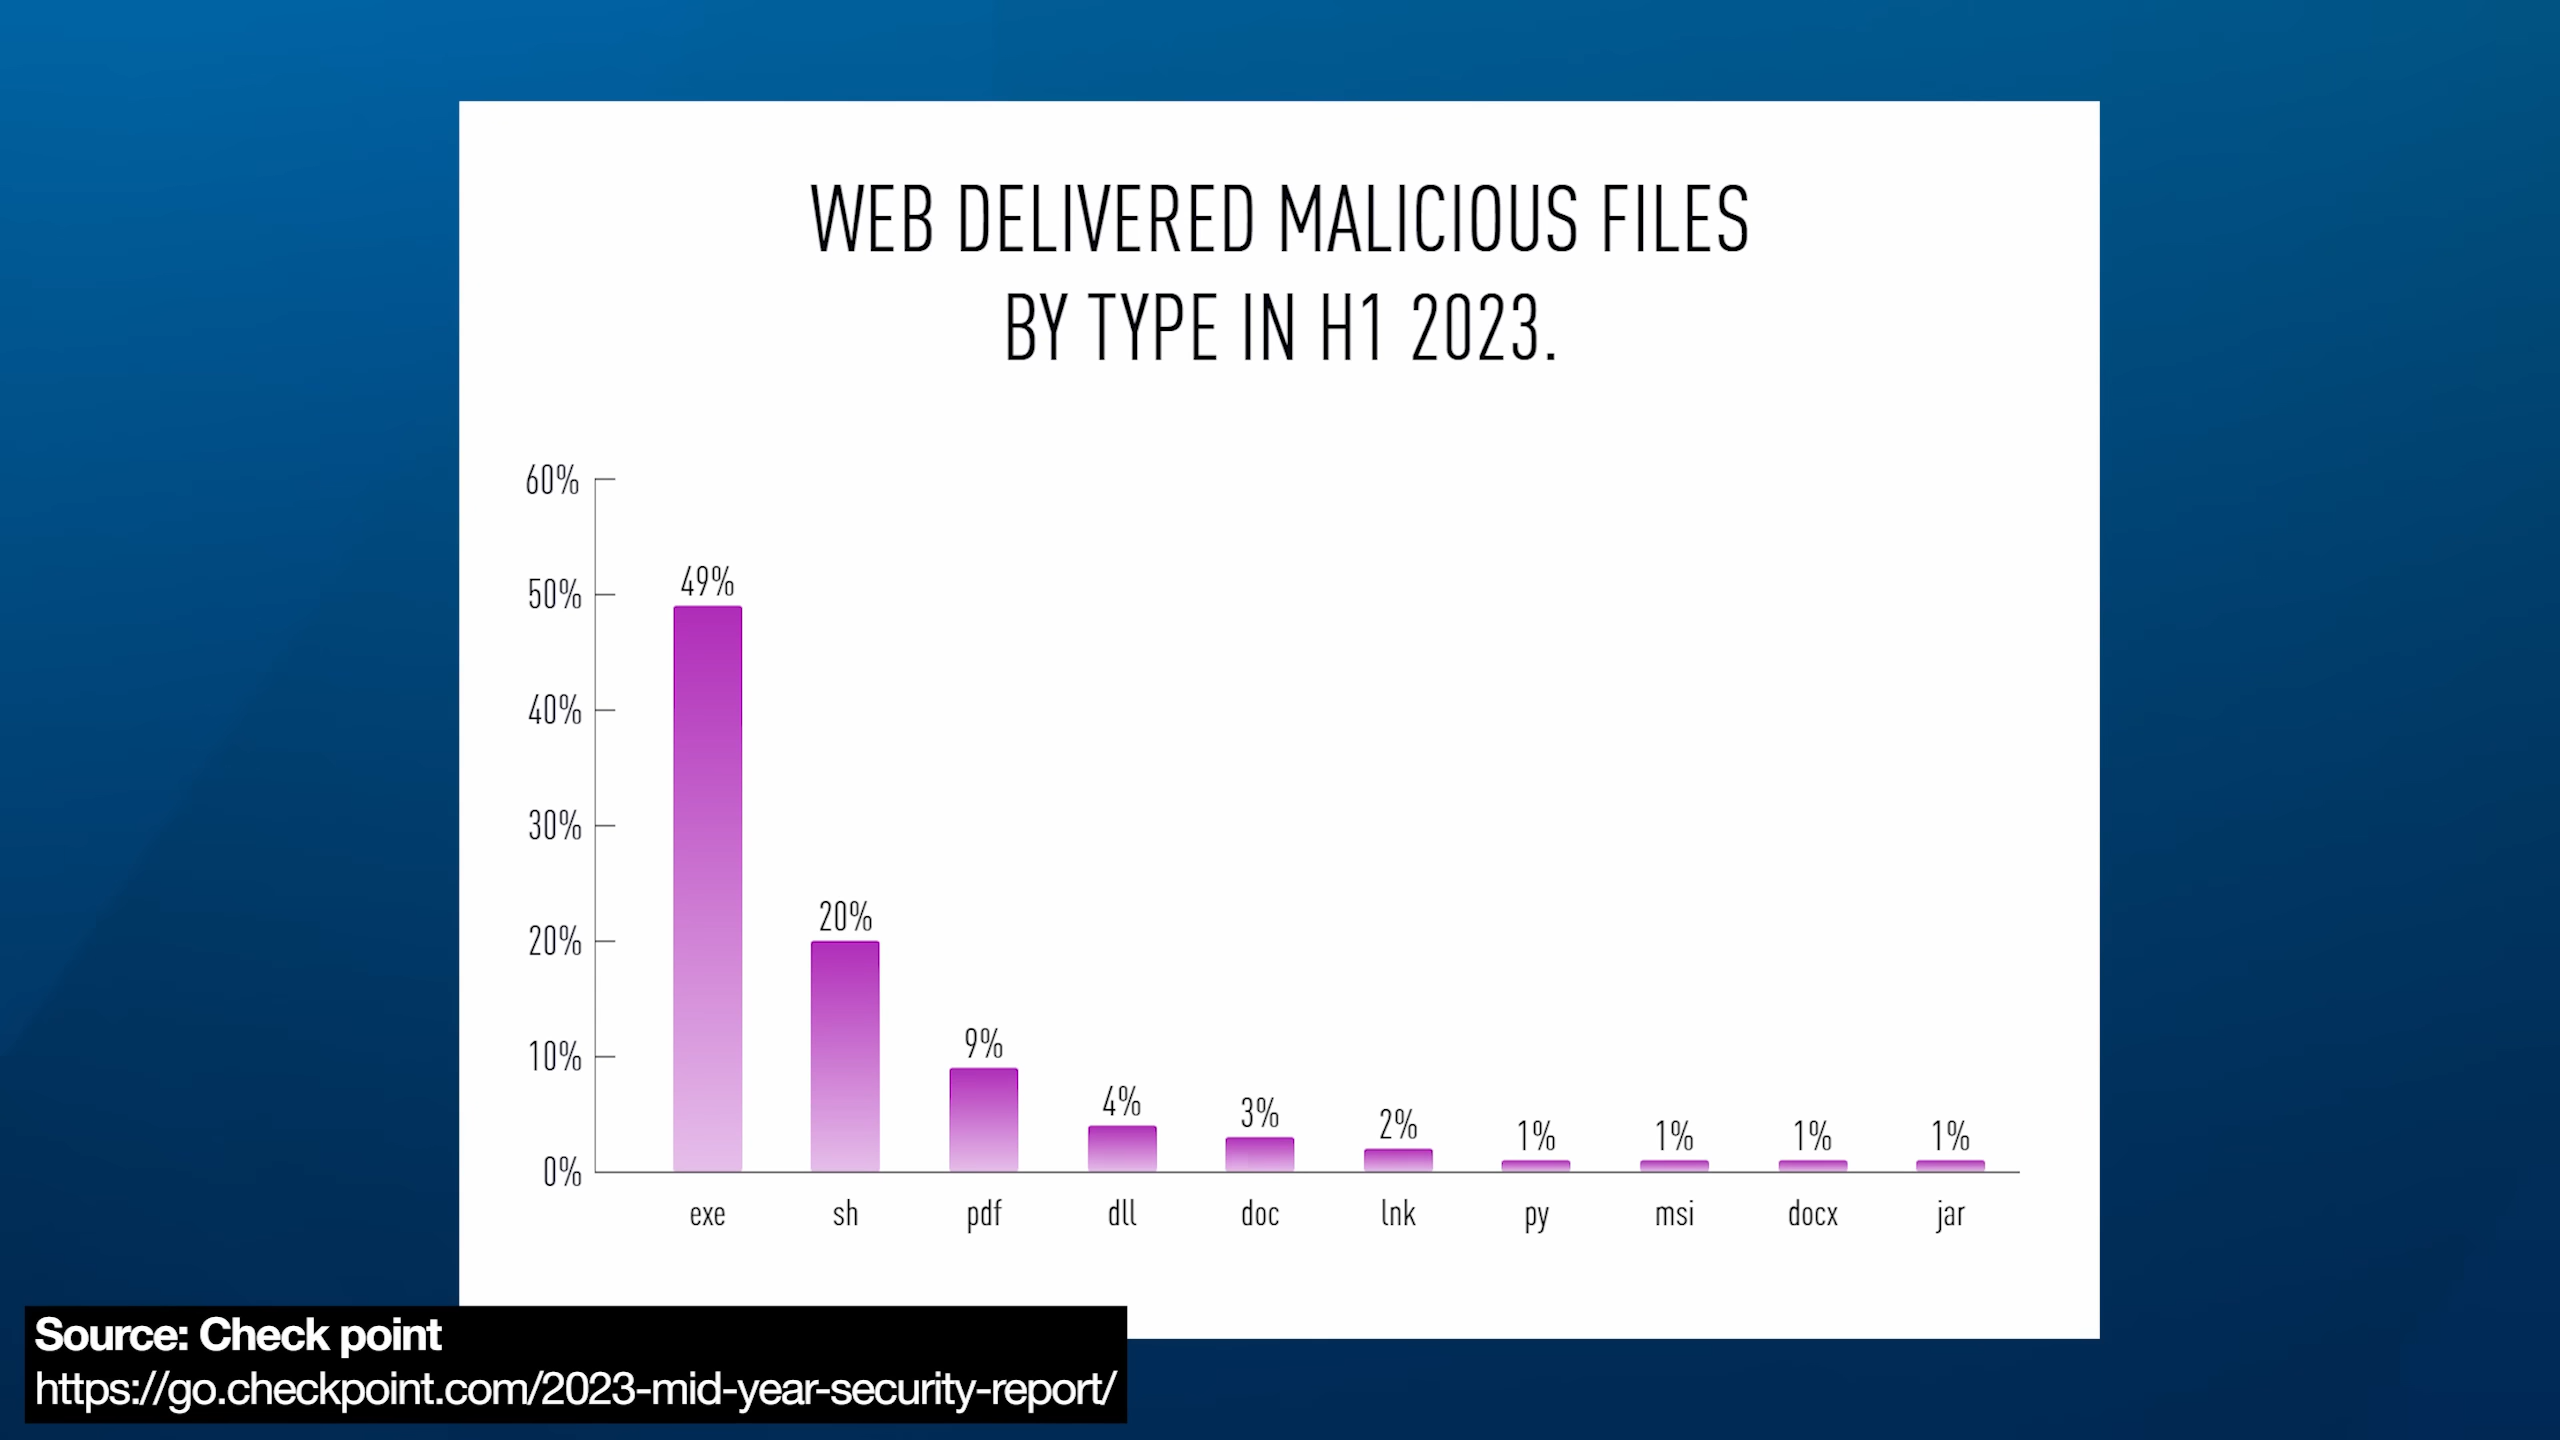 WEB DELIVERED MALICIOUS FILES
BY TYPE IN H1 2023.
60%
50%
40%
30%
20%
10%
0%
49%
20%
9%
4%
3%
2%
1%
1%
1%
1%
exe
sh
pdf
dll
doc
lnk
py
msi
docx
jar
Source: Check point
https://go.checkpoint.com/2023-mid-year-security-report/